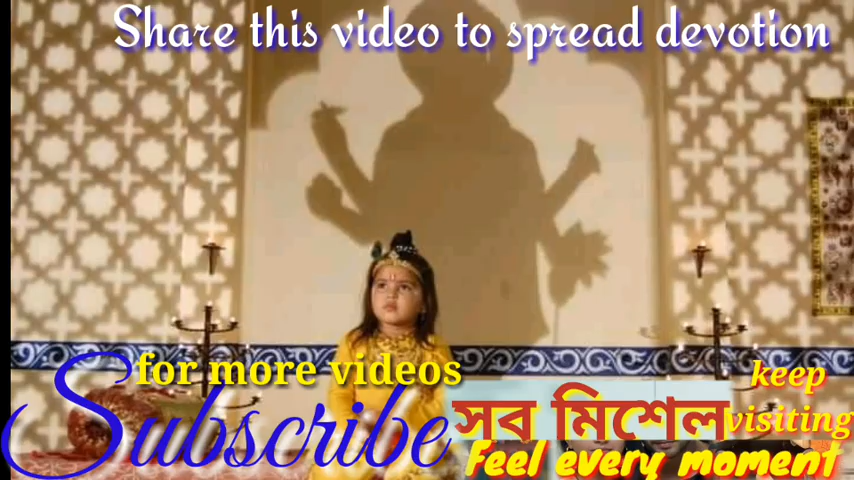 Share this video to spread devotion
for more videos
Subscribe
সব মিশেল
keep
visiting
Feel every moment